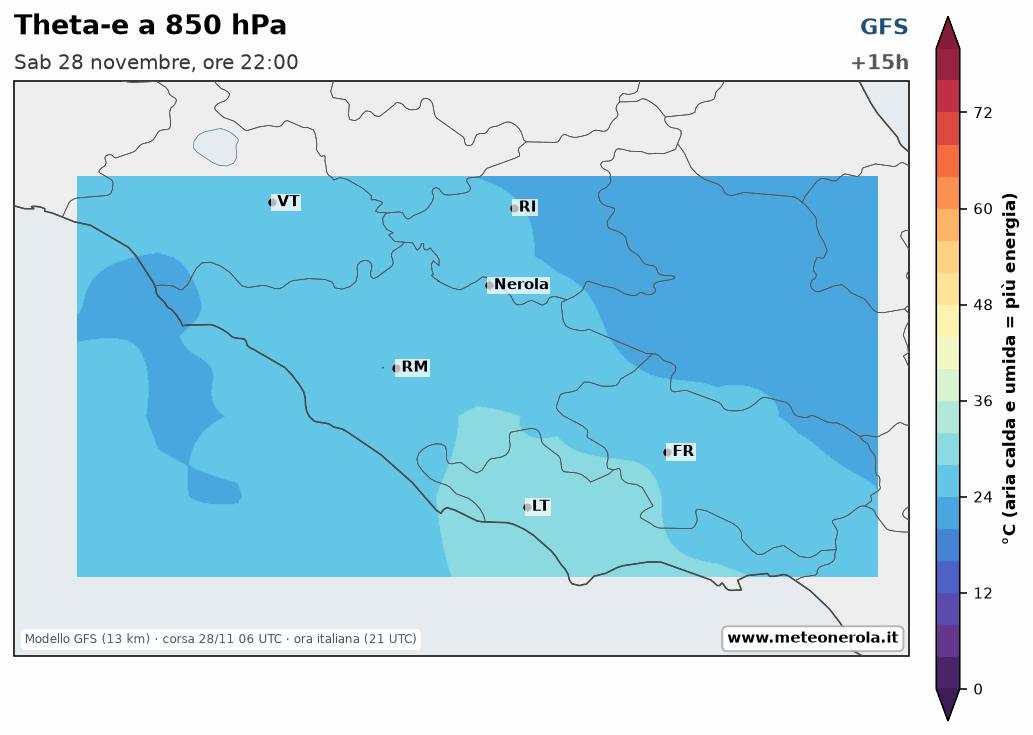 Theta-e a 850 hPa
GFS
Sab 28 novembre, ore 22:00
+15h
VT
RI
Nerola
RM
FR
LT
Modello GFS (13 km) · corsa 28/11 06 UTC · ora italiana (21 UTC)
www.meteonerola.it
72
60
48
36
24
12
0
°C (aria calda e umida = più energia)